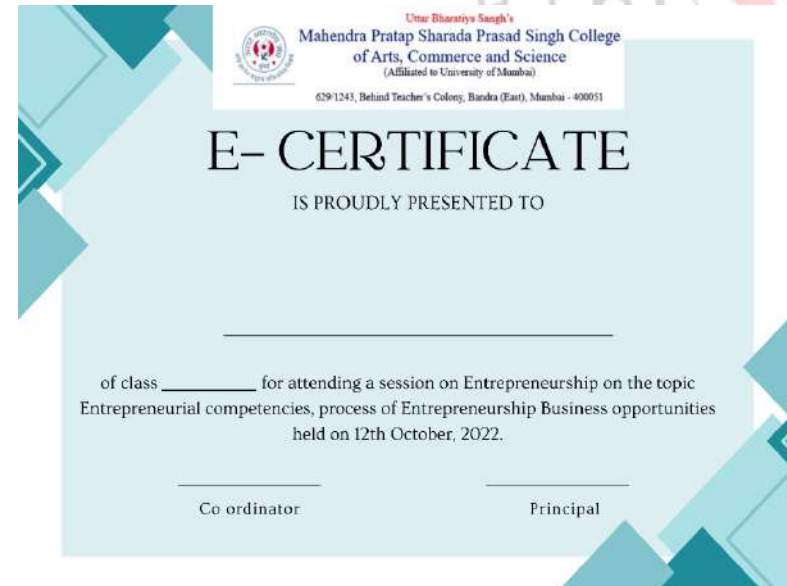 Uttar Bharatiya Sangh's
Mahendra Pratap Sharada Prasad Singh College
of Arts, Commerce and Science
(Affiliated to University of Mumbai)
629/1243, Behind Teacher's Colony, Bandra (East), Mumbai - 400051
E- CERTIFICATE
IS PROUDLY PRESENTED TO
of class __________ for attending a session on Entrepreneurship on the topic
Entrepreneurial competencies, process of Entrepreneurship Business opportunities
held on 12th October, 2022.
Co ordinator Principal